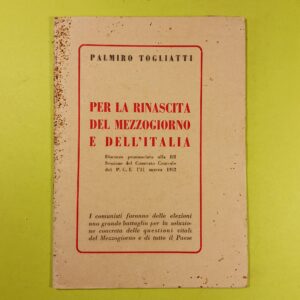 PALMIRO TOGLIATTI
PER LA RINASCITA
DEL MEZZOGIORNO
E DELL'ITALIA
Discorso pronunciato alla III
Sessione del Comitato Centrale
del P. C. I. l'11 marzo 1952
I comunisti faranno delle elezioni
una grande battaglia per la soluzio-
ne concreta delle questioni vitali
del Mezzogiorno e di tutto il Paese